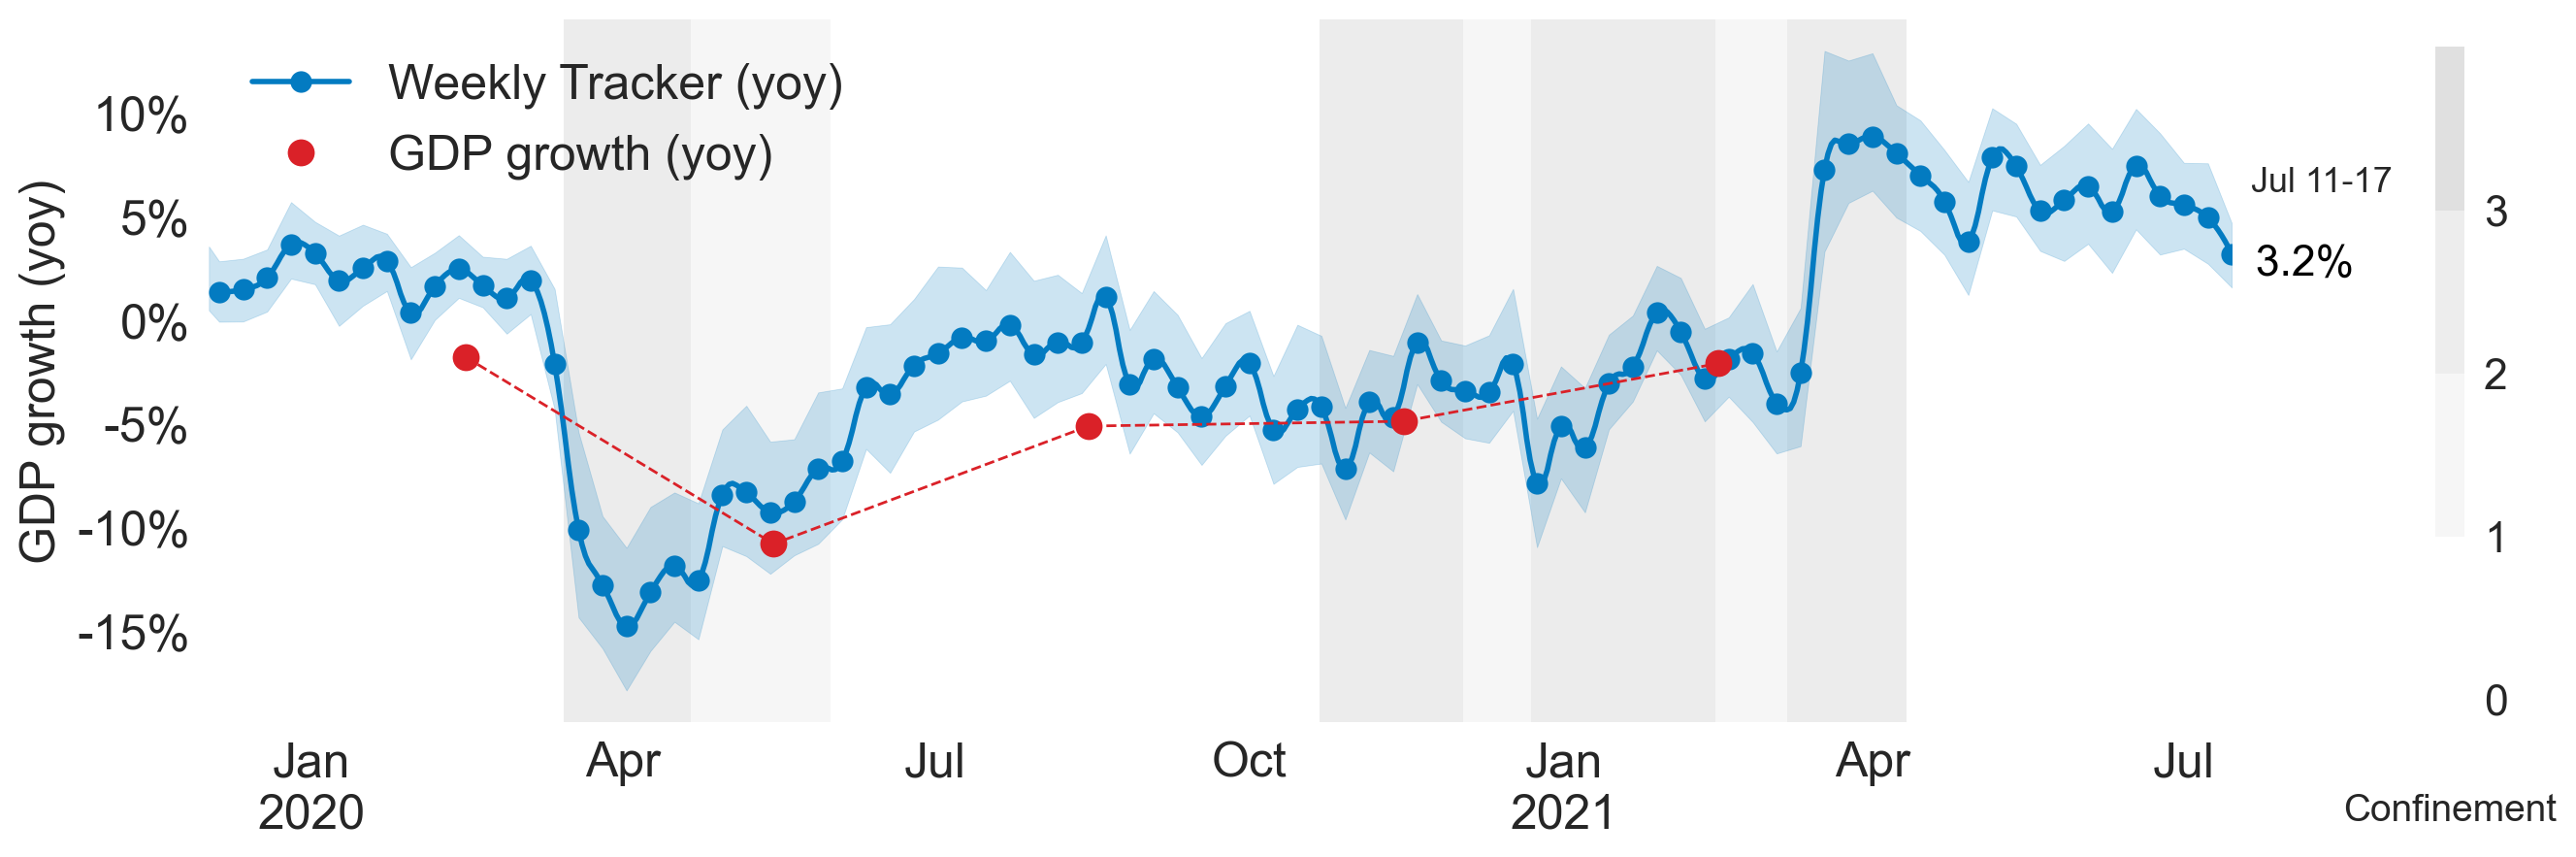 Weekly Tracker (yoy)
GDP growth (yoy)
GDP growth (yoy)
10%
5%
0%
-5%
-10%
-15%
Jan
2020
Apr
Jul
Oct
Jan
2021
Apr
Jul
Jul 11-17
3.2%
3
2
1
0
Confinement